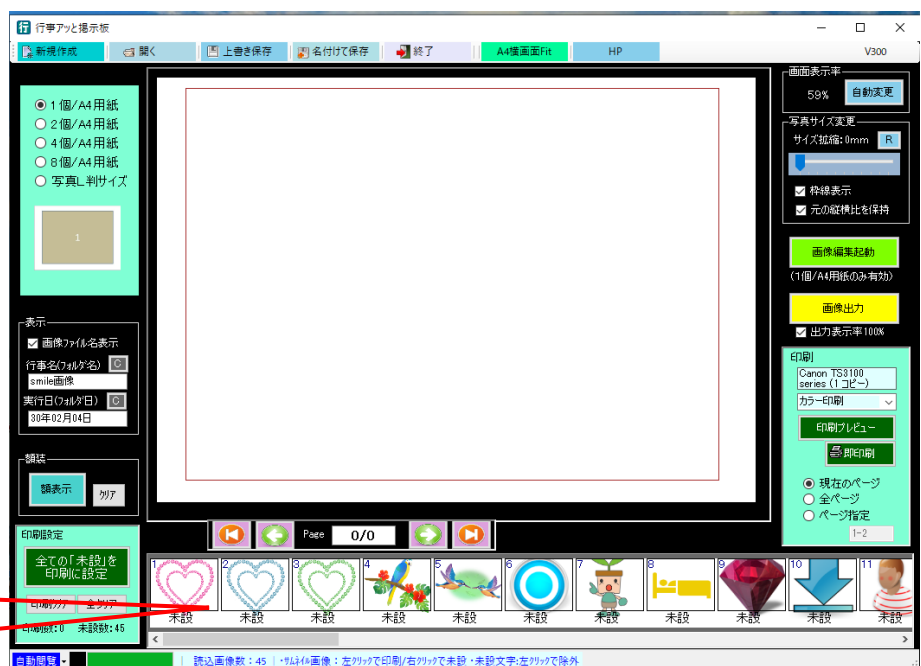 行事アッと掲示板
新規作成
開く
上書き保存
名付けて保存
終了
A4横画面Fit
HP
V300
1個/A4用紙
2個/A4用紙
4個/A4用紙
8個/A4用紙
写真L判サイズ
1
表示
画像ファイル名表示
行事名(フォルダ名) C
smile画像
実行日(フォルダ日) C
30年02月04日
額装
額表示
クリア
印刷設定
全ての「未設」を
印刷に設定
印刷クリア 全クリア
印刷数:0 未設数:45
Page 0/0
1 2 3 4 5 6 7 8 9 10 11
未設 未設 未設 未設 未設 未設 未設 未設 未設 未設 未設
画面表示率
59% 自動変更
写真サイズ変更
サイズ拡縮:0mm R
枠線表示
元の縦横比を保持
画像編集起動
(1個/A4用紙のみ有効)
画像出力
出力表示率100%
印刷
Canon TS3100
series (1 コピー)
カラー印刷
印刷プレビュー
即印刷
現在のページ
全ページ
ページ指定
1-2
自動閲覧
読込画像数:45 ・サムネイル画像:左クリックで印刷/右クリックで未設・未設文字:左クリックで除外